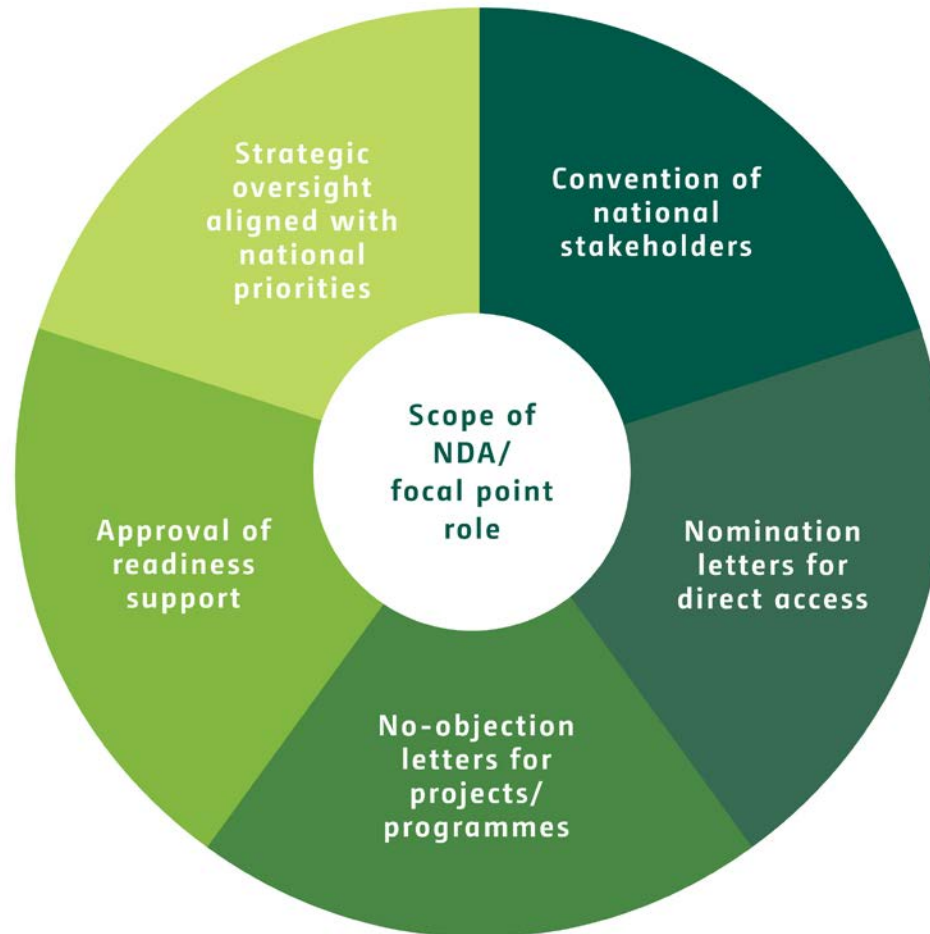 Strategic
oversight
aligned with
national
priorities
Convention of
national
stakeholders
Scope of
NDA/
focal point
role
Approval of
readiness
support
Nomination
letters for
direct access
No-objection
letters for
projects/
programmes